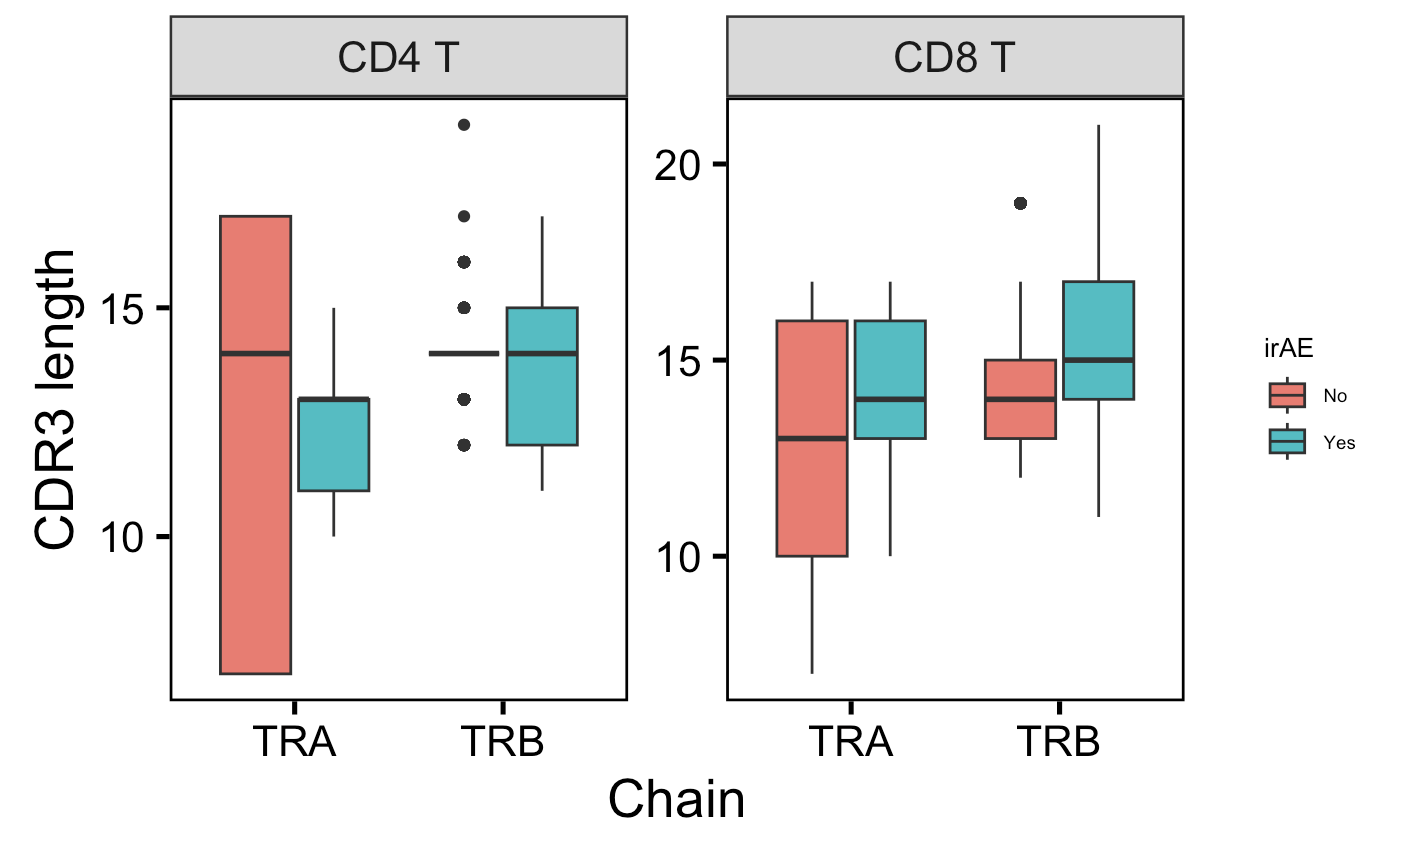 CD4 T
CD8 T
CDR3 length
15
10
20
15
10
TRA
TRB
TRA
TRB
Chain
irAE
No
Yes